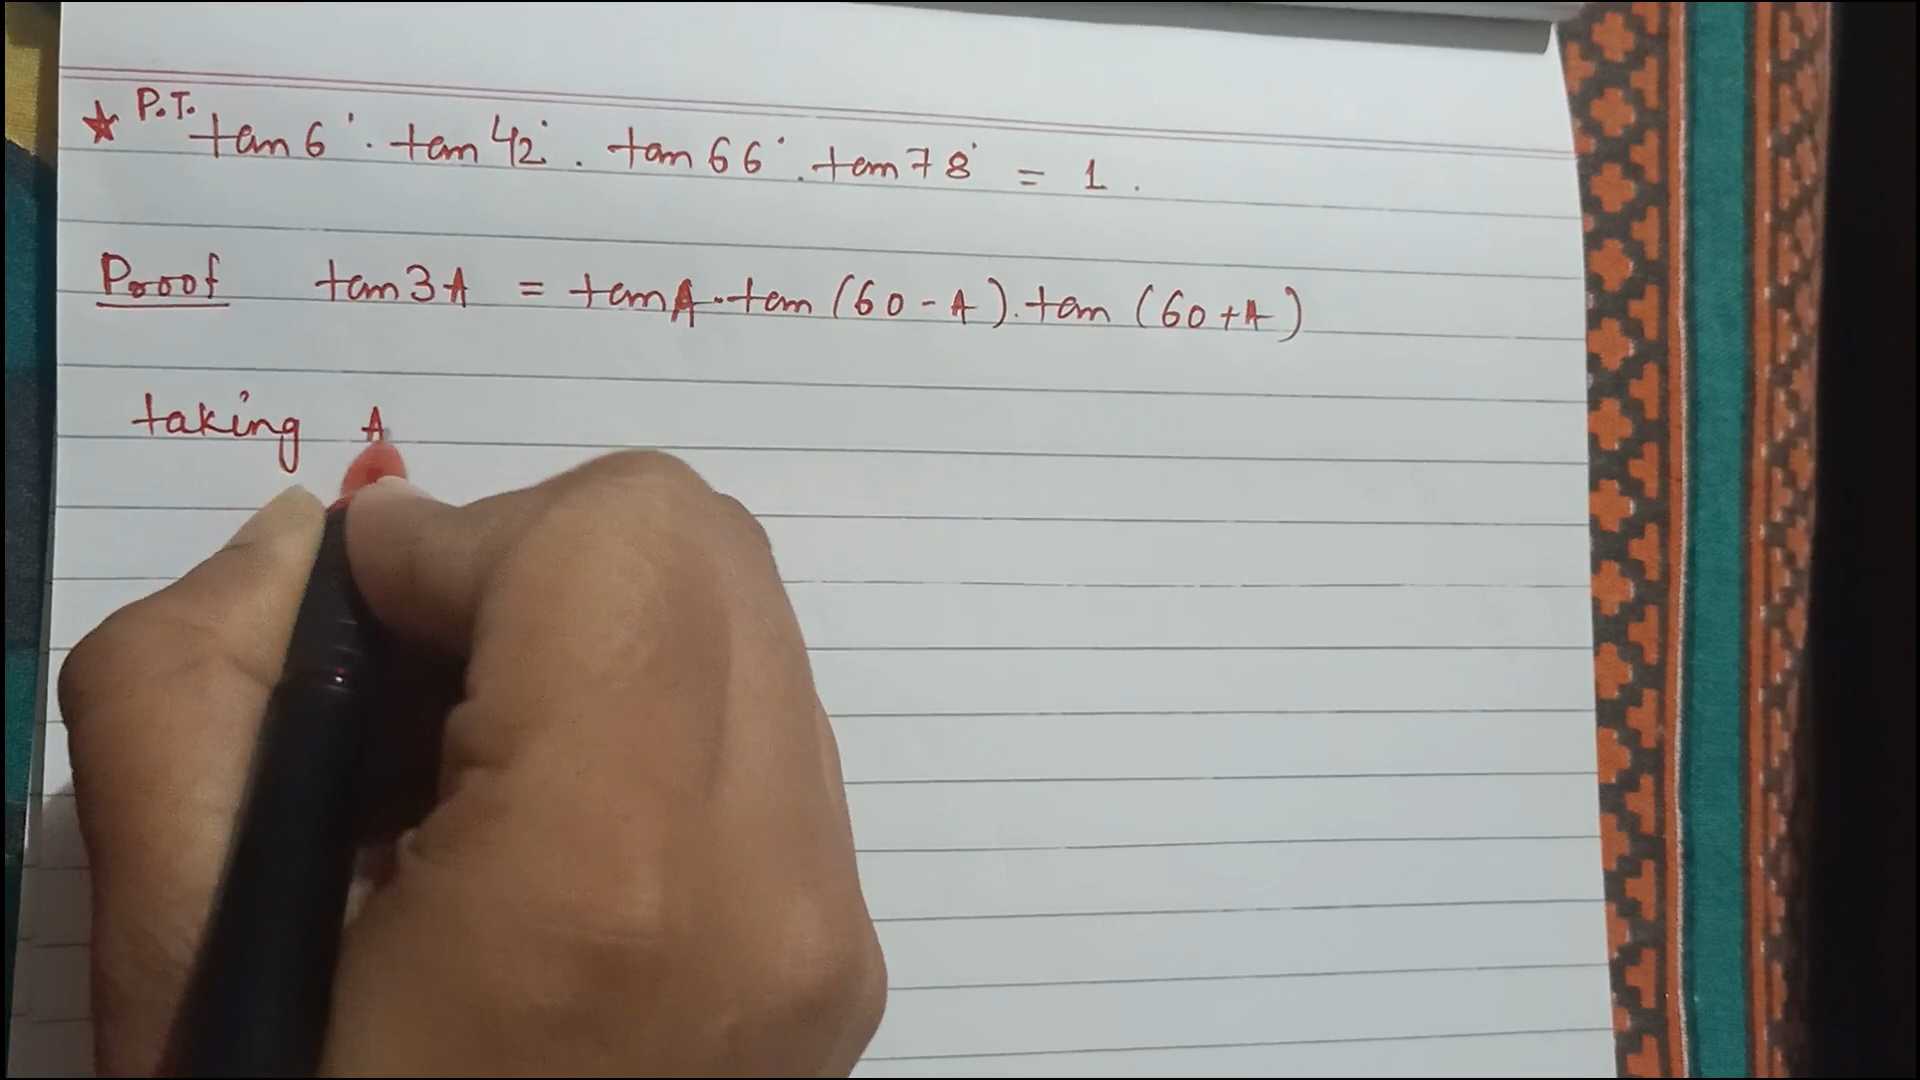 ★ P.T. tan 6° . tan 42° . tan 66° . tan 78° = 1 .
Proof tan 3A = tan A . tan (60 - A) . tan (60 + A)
taking A